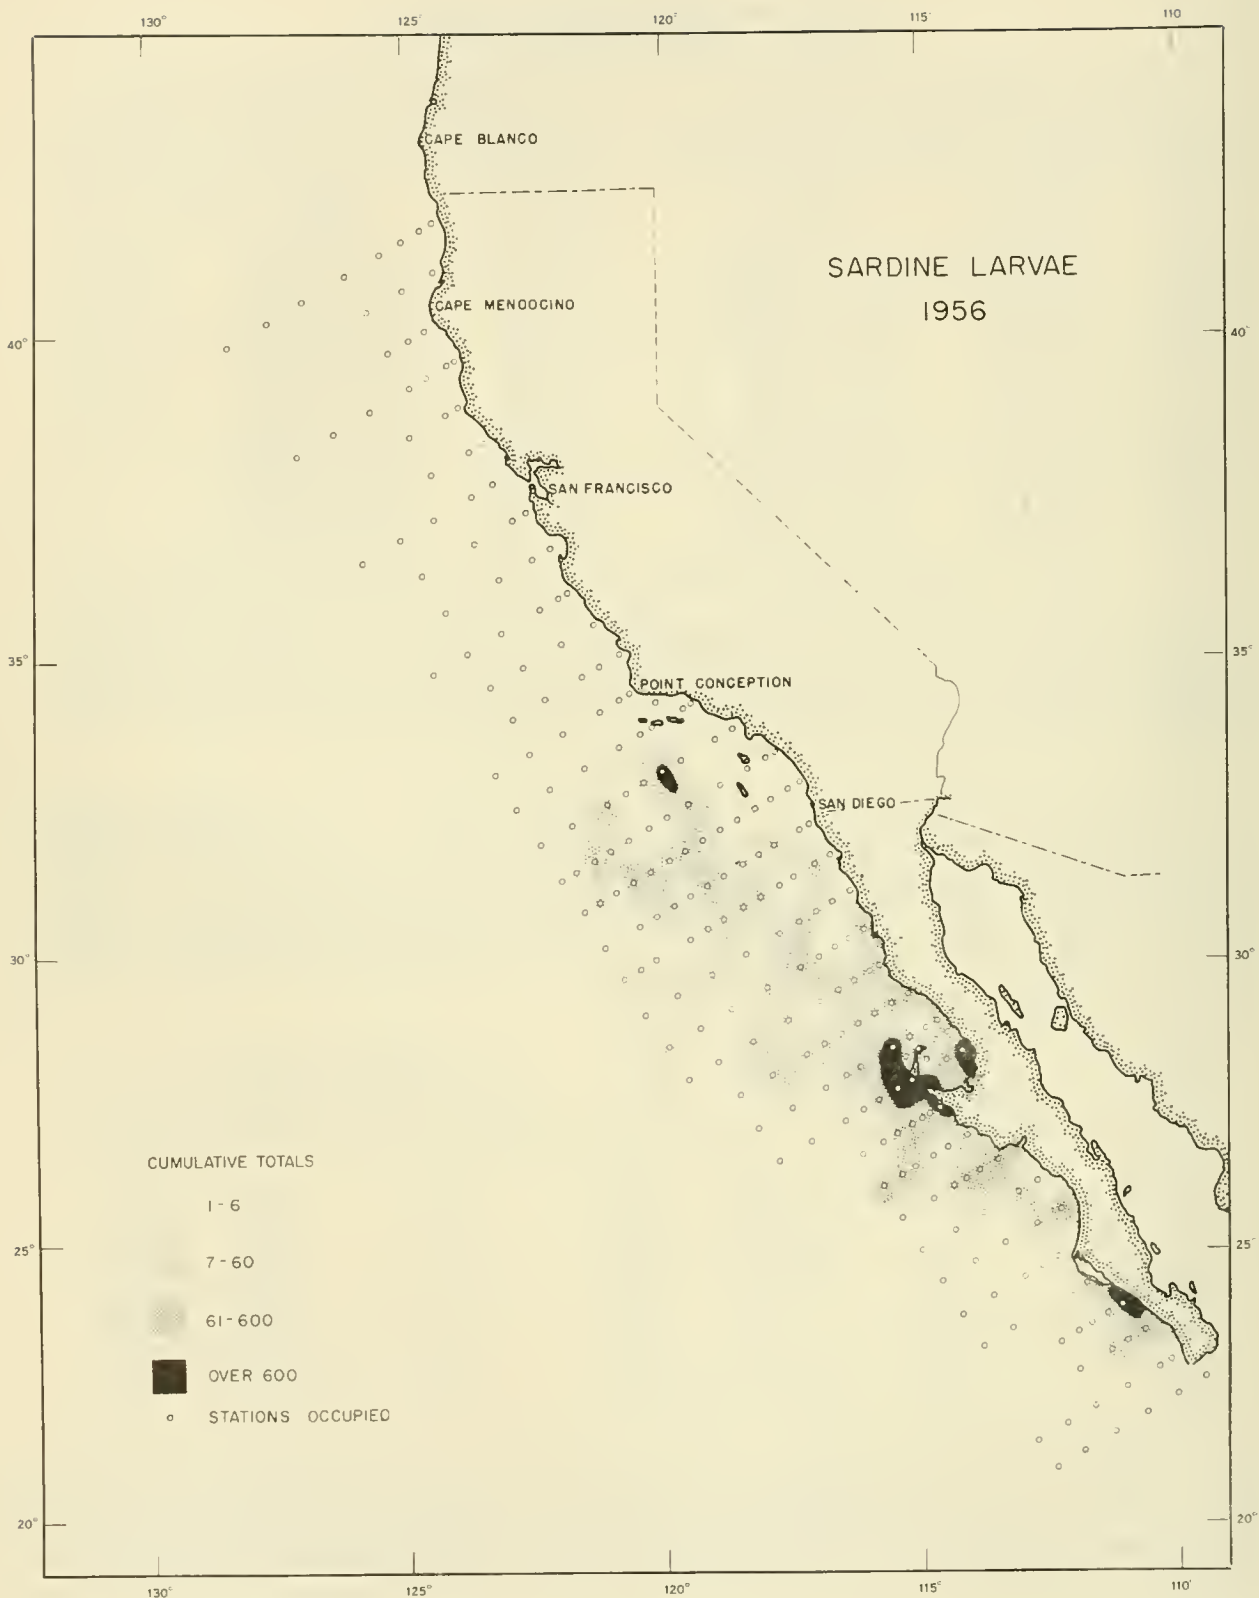 130° 125° 120° 115° 110
CAPE BLANCO
SARDINE LARVAE
1956
CAPE MENDOCINO
40° 40°
SAN FRANCISCO
35° 35°
POINT CONCEPTION
SAN DIEGO
30° 30°
CUMULATIVE TOTALS
1-6
25° 25°
7-60
61-600
OVER 600
STATIONS OCCUPIED
20° 20°
130° 125° 120° 115° 110